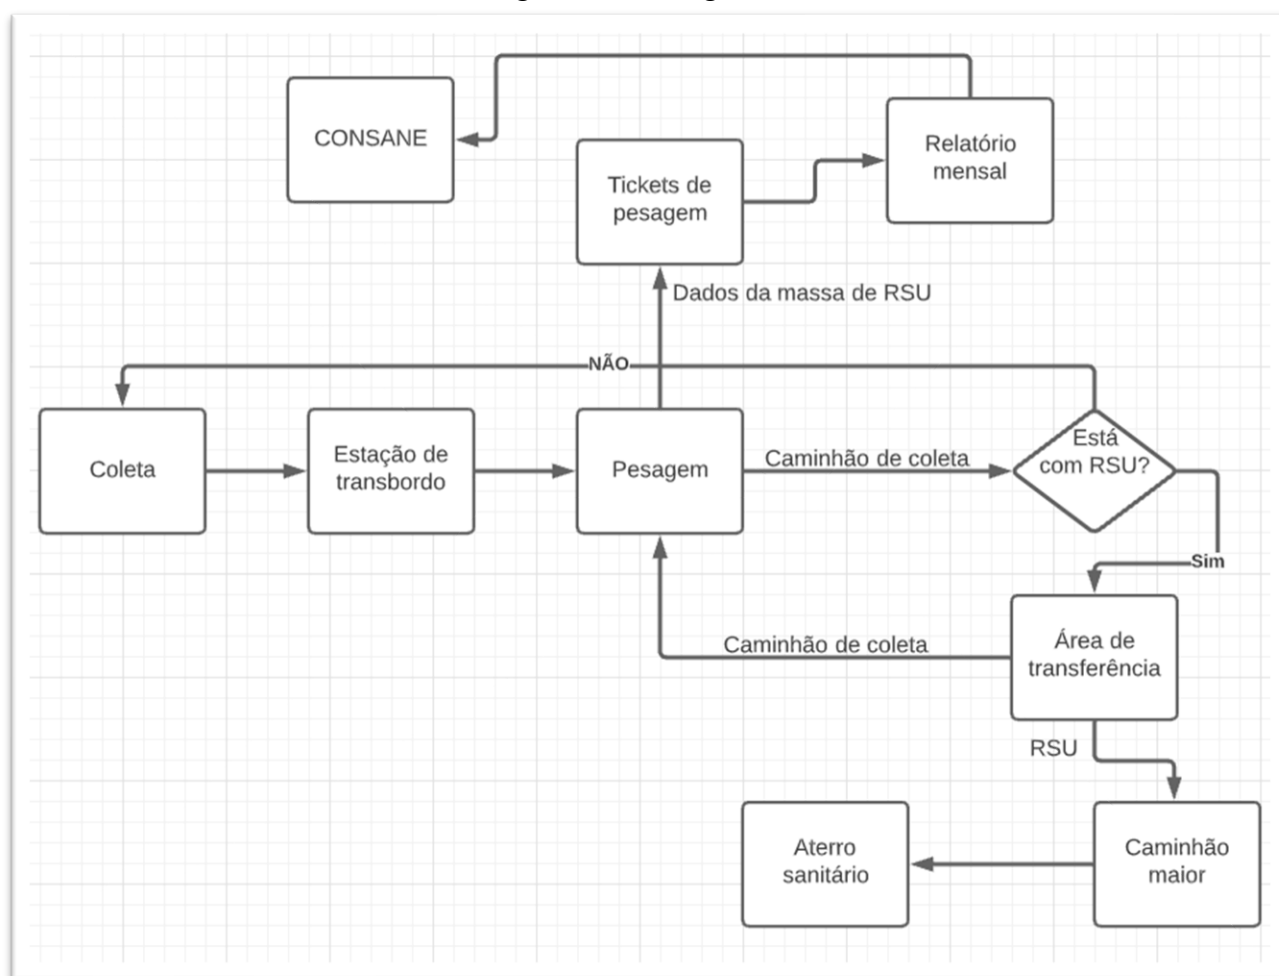 CONSANE
Relatório
mensal
Tickets de
pesagem
Dados da massa de RSU
NÃO
Coleta
Estação de
transbordo
Pesagem
Caminhão de coleta
Está
com RSU?
Sim
Caminhão de coleta
Área de
transferência
RSU
Aterro
sanitário
Caminhão
maior